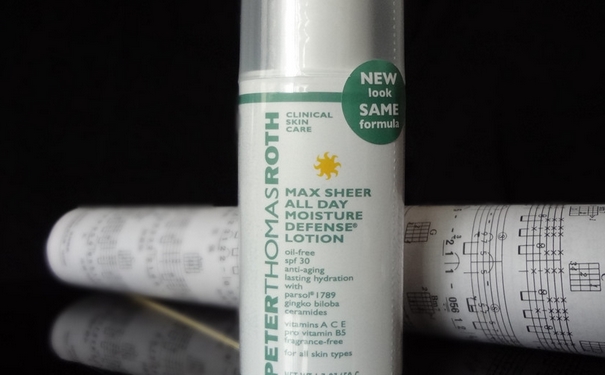 NEW
look
SAME
formula
CLINICAL
SKIN
CARE
PETERTHOMASROTH
MAX SHEER
ALL DAY
MOISTURE
DEFENSE®
LOTION
oil-free
spf 30
anti-aging
lasting hydration
with
parsol® 1789
gingko biloba
ceramides
vitamins A C E
pro vitamin B5
fragrance-free
for all skin types